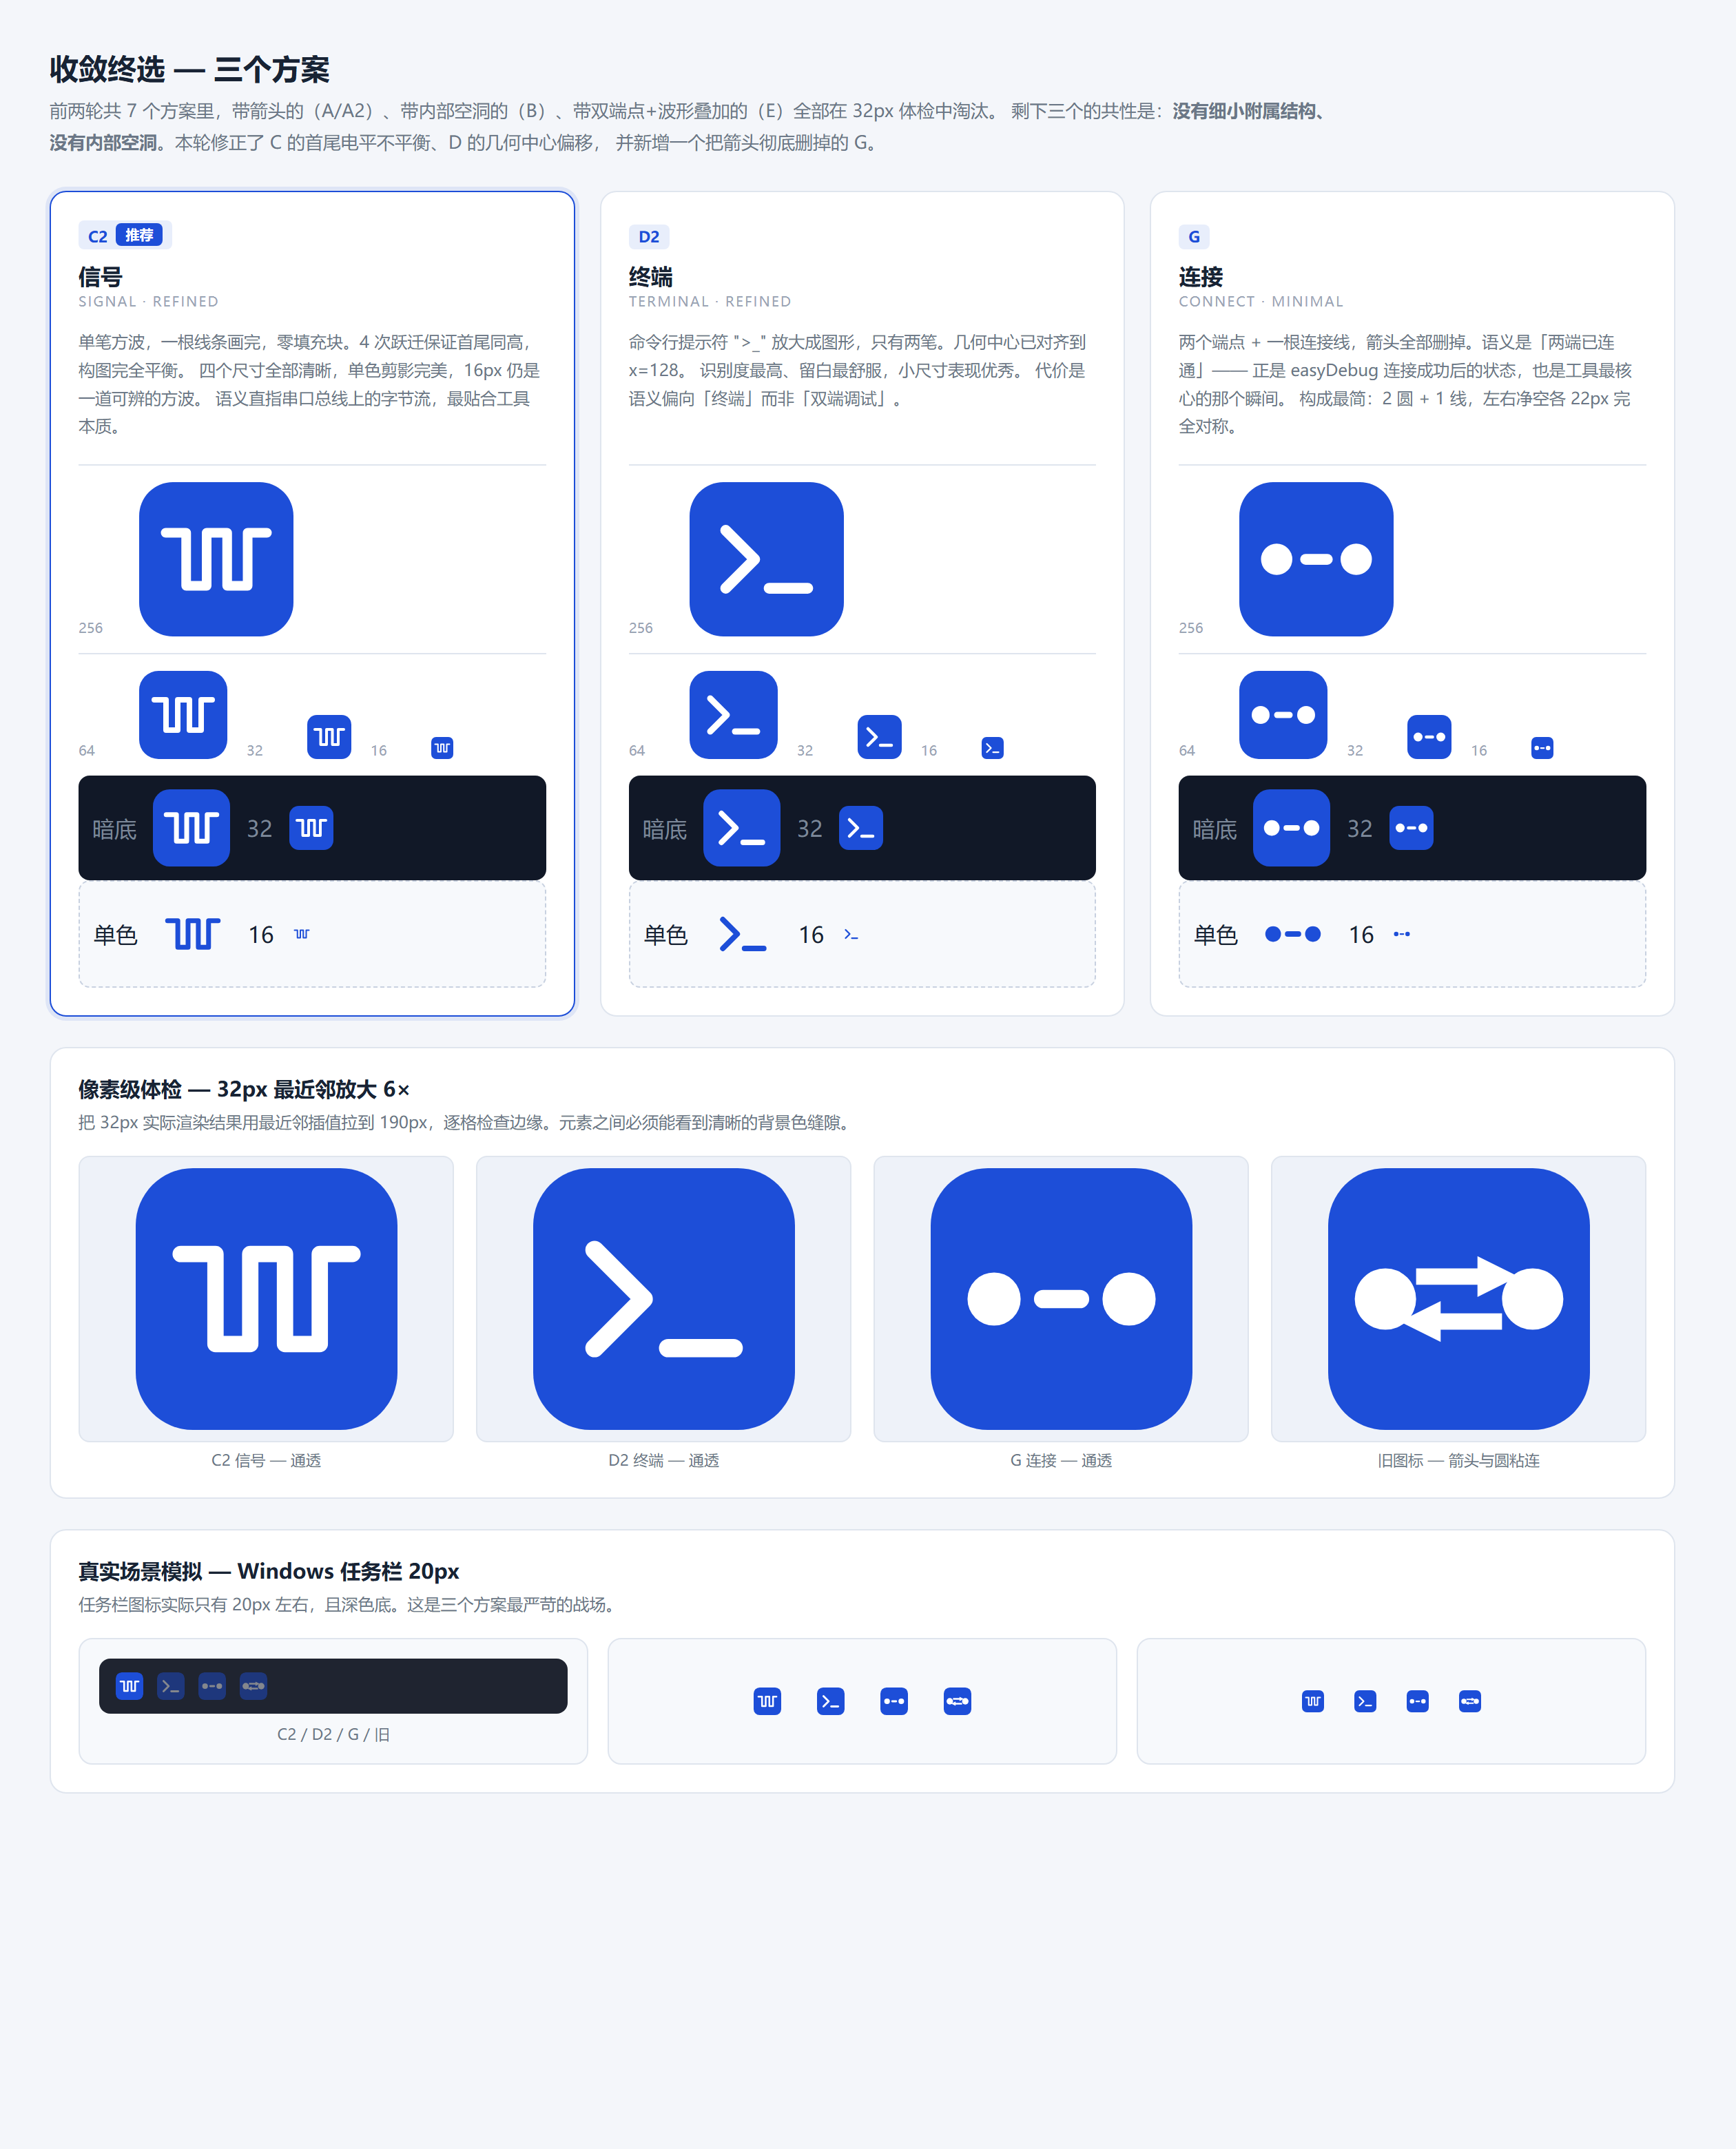 收敛终选 — 三个方案
前两轮共 7 个方案里，带箭头的（A/A2）、带内部空洞的（B）、带双端点+波形叠加的（E）全部在 32px 体检中淘汰。 剩下三个的共性是：没有细小附属结构、
没有内部空洞。本轮修正了 C 的首尾电平不平衡、D 的几何中心偏移， 并新增一个把箭头彻底删掉的 G。
C2 推荐
信号
SIGNAL · REFINED
单笔方波，一根线条画完，零填充块。4 次跃迁保证首尾同高，
构图完全平衡。 四个尺寸全部清晰，单色剪影完美，16px 仍是
一道可辨的方波。 语义直指串口总线上的字节流，最贴合工具
本质。
256
64
32
16
暗底
32
单色
16
D2
终端
TERMINAL · REFINED
命令行提示符 ">_" 放大成图形，只有两笔。几何中心已对齐到
x=128。 识别度最高、留白最舒服，小尺寸表现优秀。 代价是
语义偏向「终端」而非「双端调试」。
256
64
32
16
暗底
32
单色
16
G
连接
CONNECT · MINIMAL
两个端点 + 一根连接线，箭头全部删掉。语义是「两端已连
通」—— 正是 easyDebug 连接成功后的状态，也是工具最核
心的那个瞬间。 构成最简：2 圆 + 1 线，左右净空各 22px 完
全对称。
256
64
32
16
暗底
32
单色
16
像素级体检 — 32px 最近邻放大 6×
把 32px 实际渲染结果用最近邻插值拉到 190px，逐格检查边缘。元素之间必须能看到清晰的背景色缝隙。
C2 信号 — 通透
D2 终端 — 通透
G 连接 — 通透
旧图标 — 箭头与圆粘连
真实场景模拟 — Windows 任务栏 20px
任务栏图标实际只有 20px 左右，且深色底。这是三个方案最严苛的战场。
C2 / D2 / G / 旧